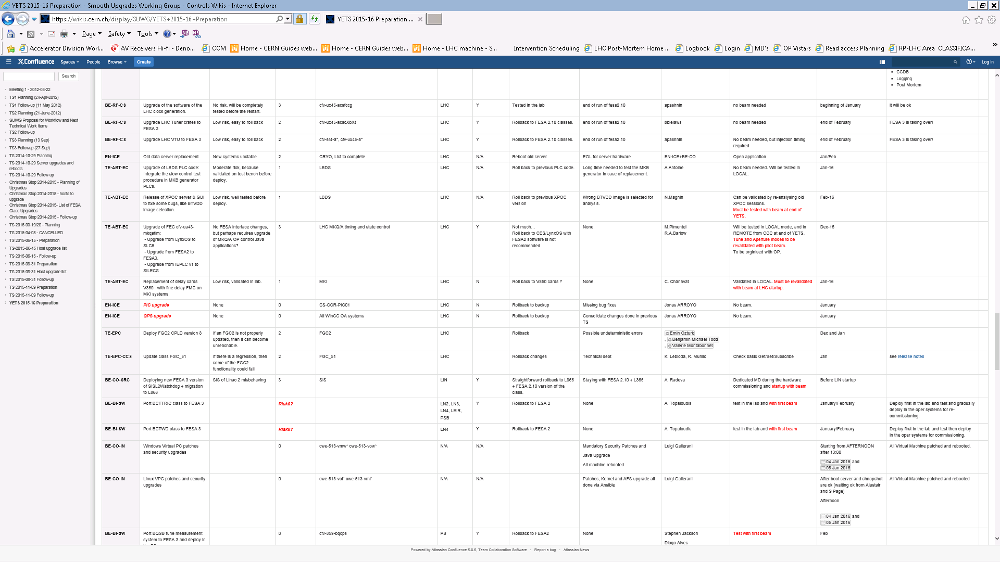 YETS 2015-16 Preparation - Smooth Upgrades Working Group - Controls Wikis - Internet Explorer
https://wikis.cern.ch/display/SUWG/YETS+2015-16+Preparation
YETS 2015-16 Preparation ...
Page Safety Tools
Accelerator Division Worl... AV Receivers Hi-fi - Deno... CCM Home - CERN Guides web... Home - CERN Guides web... Home - LHC machine - S... Intervention Scheduling LHC Post-Mortem Home ... Logbook Login MD's OP Vistars Read access Planning RP-LHC Area CLASSIFICA...
Confluence Spaces People Browse Create Log in
Search
Meeting 1 - 2012-03-22
TS1 Planning (24-Apr-2012)
TS1 Follow-up (11 May 2012)
TS2 Planning (21-June-2012)
SUWG Proposal for Workflow and Next
Technical Work Items
TS2 Follow-up
TS3 Planning (13 Sep)
TS3 Followup (27-Sep)
TS 2014-10-29 Planning
TS 2014-10-29 Server upgrades and
reboots
TS 2014-10-29 Follow-up
Christmas Stop 2014-2015 - Planning of
Upgrades
Christmas Stop 2014-2015 - hosts to
upgrade
Christmas Stop 2014-2015- List of FESA
Class Upgrades
Christmas Stop 2014-2015 - Follow-up
TS 2015-03-19/20 - Planning
TS 2015-04-08 - CANCELLED
TS 2015-06-15 - Preparation
TS-2015-06-15 Host upgrade list
TS 2015-06-15 - Follow-up
TS 2015-08-31 Preparation
TS 2015-08-31 Host upgrade list
TS 2015-08-31 Follow-up
TS 2015-11-09 Preparation
TS 2015-11-09 Follow-up
YETS 2015-16 Preparation
CCDB
Logging
Post Mortem
BE-RF-CS
Upgrade of the software of the
LHC clock generation.
No risk, will be completely
tested before the restart.
3
cfv-ux45-acsfccg
LHC
Y
Tested in the lab
end of run of fesa2.10
apashnin
no beam needed
beginning of January
It will be ok
BE-RF-CS
Upgrade LHC Tuner crates to
FESA 3
Low risk, easy to roll back
2
cfv-ux45-acscXbXt
LHC
Y
Rollback to FESA 2.10 classes.
end of run of fesa2.10
bbielaws
no beam needed
end of February
FESA 3 is taking over!
BE-RF-CS
Upgrade LHC VTU to FESA 3
Low risk, easy to roll back
2
cfv-sr4-a*, cfv-ux45-a*
LHC
Y
Rollback to FESA 2.10 classes.
end of run of fesa2.10
apashnin
No beam needed, but injection timing
required
end of February
FESA 3 is taking over!
EN-ICE
Old data server replacement
New systems unstable
2
CRYO, List to complete
LHC
N/A
Reboot old server
EOL for server hardware
EN-ICE+BE-CO
Open application
Jan/Feb
TE-ABT-EC
Upgrade of LBDS PLC code:
Integrate the slow control test
procedure in MKB generator
PLCs.
Moderate risk, because
validated on test bench before
deploy.
1
LBDS
LHC
N/A
Roll back to previous PLC code.
Long time needed to test the MKB
generator in case of replacement.
A.Antoine
No beam needed. Will be tested in
LOCAL.
Jan-16
TE-ABT-EC
Release of XPOC server & GUI
to fixe some bugs, like BTVDD
image selection.
Low risk, well tested before
deploy.
1
LBDS
LHC
N/A
Roll back to previous XPOC
version
Wrong BTVDD image is selected for
analysis.
N.Magnin
Can be validated by re-analysing old
XPOC sessions.
Must be tested with beam at end of
YETS.
Feb-16
TE-ABT-EC
Upgrade of FEC cfv-ua43-
mkqatim:
- Upgrade from LynxOS to
SLC6.
- Upgrade from FESA2 to
FESA3.
- Upgrade from IEPLC v1 to
SILECS
No FESA interface changes,
but perhaps requires upgrade
of MKQ/A OP control Java
applications?
3
LHC MKQ/A timing and state control
LHC
Y
Not much...
Roll back to CES/LynxOS with
FESA2 software is not
recommended.
None.
M.Pimentel
R.A.Barlow
Will be tested in LOCAL mode, and in
REMOTE from CCC at end of YETS.
Tune and Aperture modes to be
revalidated with pilot beam.
To be orginised with OP.
Dec-15
TE-ABT-EC
Replacement of delay cards
V850 with fine delay FMC on
MKI systems.
Low risk, validated in lab.
1
MKI
LHC
N
Roll back to V850 cards ?
None.
C. Chanavat
Validated in LOCAL. Must be revalidated
with beam at LHC startup.
Jan-16
EN-ICE
PIC upgrade
None
0
CS-CCR-PIC01
LHC
N
Rollback to backup
Missing bug fixes
Jonas ARROYO
No beam.
January
EN-ICE
QPS upgrade
None
0
All WinCC OA systems
LHC
N
Rollback to backup
Consolidate changes done in previous
TS
Jonas ARROYO
No beam.
January
TE-EPC
Deploy FGC2 CPLD version 8
If an FGC2 is not properly
updated, then it can become
unreachable.
2
FGC2
LHC
Rollback
Possible undeterministic errors
@Emin Ozturk
, @Benjamin Michael Todd
, @Valerie Montabonnet
Dec and Jan
TE-EPC-CCS
Update class FGC_51
If there is a regression, then
some of the FGC2
functionality could fail
2
FGC_51
LHC
Rollback changes
Technical debt
K. Lebioda, R. Murillo
Check basic Get/Set/Subscribe
Jan
see release notes
BE-CO-SRC
Deploying new FESA 3 version
of SISL2Watchdog + migration
to L866
SIS of Linac 2 misbehaving
3
SIS
LIN
Y
Straightforward rollback to L865
+ FESA 2.10 version of the
class.
Staying with FESA 2.10 + L865
A. Radeva
Dedicated MD during the hardware
commissioning and startup with beam
Before LIN startup
BE-BI-SW
Port BCTTRIC class to FESA 3
Risk0?
LN2, LN3,
LN4, LEIR,
PSB
Y
Rollback to FESA 2
None
A. Topaloudis
test in the lab and with first beam
January/February
Deploy first in the lab and test and gradually
deploy in the oper systems for re-
commissioning.
BE-BI-SW
Port BCTWD class to FESA 3
Risk0?
LN4
Y
Rollback to FESA 2
None
A. Topaloudis
test in the lab and with first beam
January/February
Deploy first in the lab and test then deploy
in the oper systems for commissioning.
BE-CO-IN
Windows Virtual PC patches
and security upgrades
0
cwe-513-vmw* cwe-513-vow*
N/A
N/A
Mandatory Security Patches and
Java Upgrade
All machine rebooted
Luigi Gallerani
Starting from AFTERNOON
after 13:00
04 Jan 2016 and
05 Jan 2016
All Virtual Machine patched and rebooted.
BE-CO-IN
Linux VPC patches and security
upgrades
0
cwe-513-vol* cwe-513-vml*
N/A
N/A
Patches, Kernel and AFS upgrade all
done via Ansible
Luigi Gallerani
After boot server and shnapshot
are ok (waiting ok from Alastair
and S Page)
Afternoon
04 Jan 2016 and
05 Jan 2016
All Virtual Machine patched and rebooted
BE-BI-SW
Port BQSB tune measurement
system to FESA 3 and deploy in
0
cfv-359-bqcps
PS
Y
Rollback to FESA2
None
Stephen Jackson
Diogo Alves
Test with first beam
Feb
Powered by Atlassian Confluence 5.8.6, Team Collaboration Software · Report a bug · Atlassian News